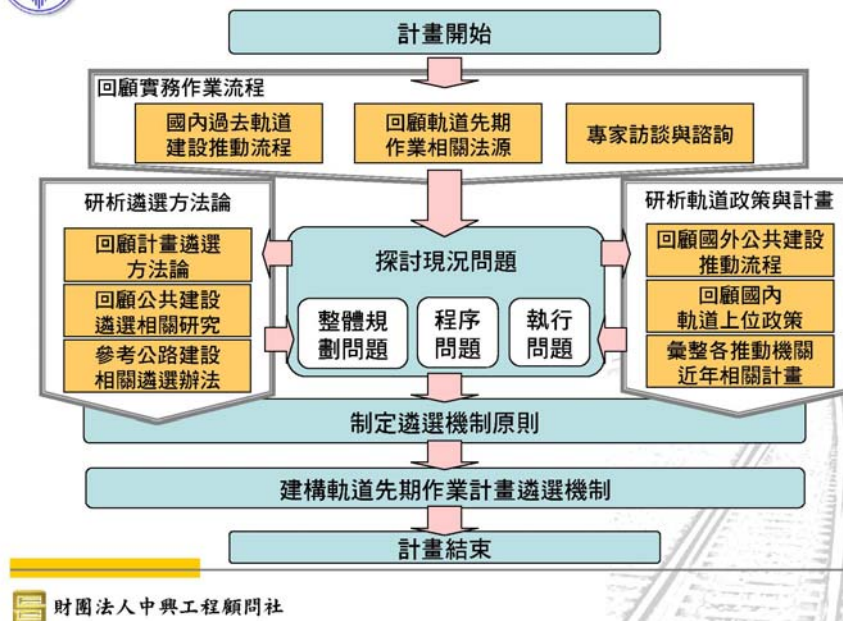 計畫開始
回顧實務作業流程
國內過去軌道
建設推動流程
回顧軌道先期
作業相關法源
專家訪談與諮詢
研析遴選方法論
回顧計畫遴選
方法論
回顧公共建設
遴選相關研究
參考公路建設
相關遴選辦法
探討現況問題
整體規
劃問題
程序
問題
執行
問題
研析軌道政策與計畫
回顧國外公共建設
推動流程
回顧國內
軌道上位政策
彙整各推動機關
近年相關計畫
制定遴選機制原則
建構軌道先期作業計畫遴選機制
計畫結束
財團法人中興工程顧問社